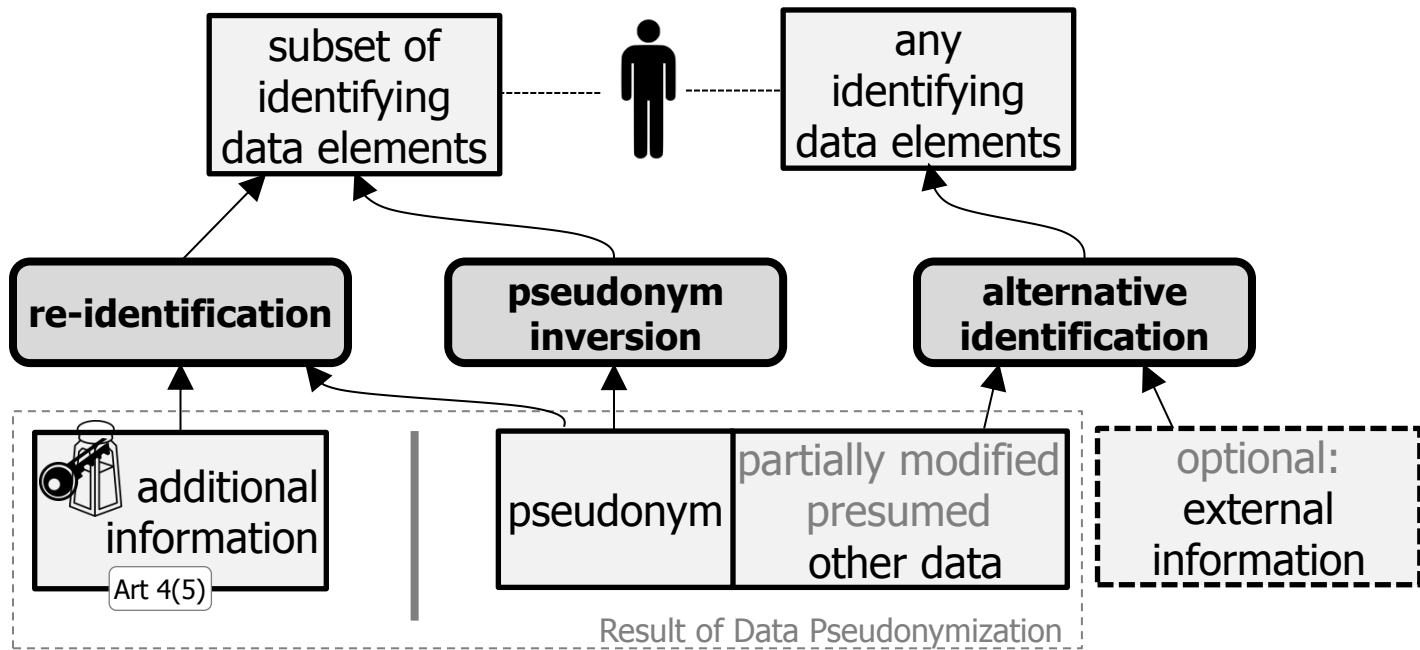 subset of
identifying
data elements
any
identifying
data elements
re-identification
pseudonym
inversion
alternative
identification
additional
information
Art 4(5)
pseudonym
partially modified
presumed
other data
optional:
external
information
Result of Data Pseudonymization